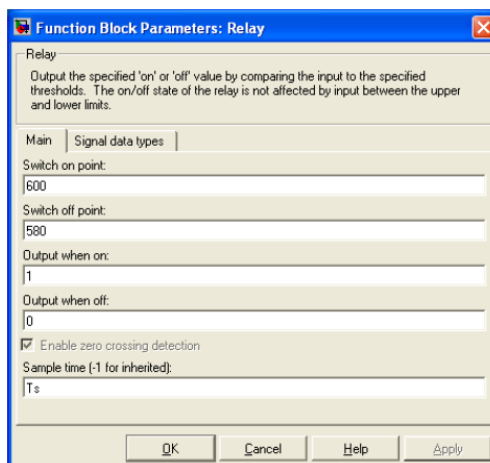 Function Block Parameters: Relay
Relay
Output the specified 'on' or 'off' value by comparing the input to the specified
thresholds. The on/off state of the relay is not affected by input between the upper
and lower limits.
Main Signal data types
Switch on point:
600
Switch off point:
580
Output when on:
1
Output when off:
0
Enable zero crossing detection
Sample time (-1 for inherited):
Ts
OK Cancel Help Apply